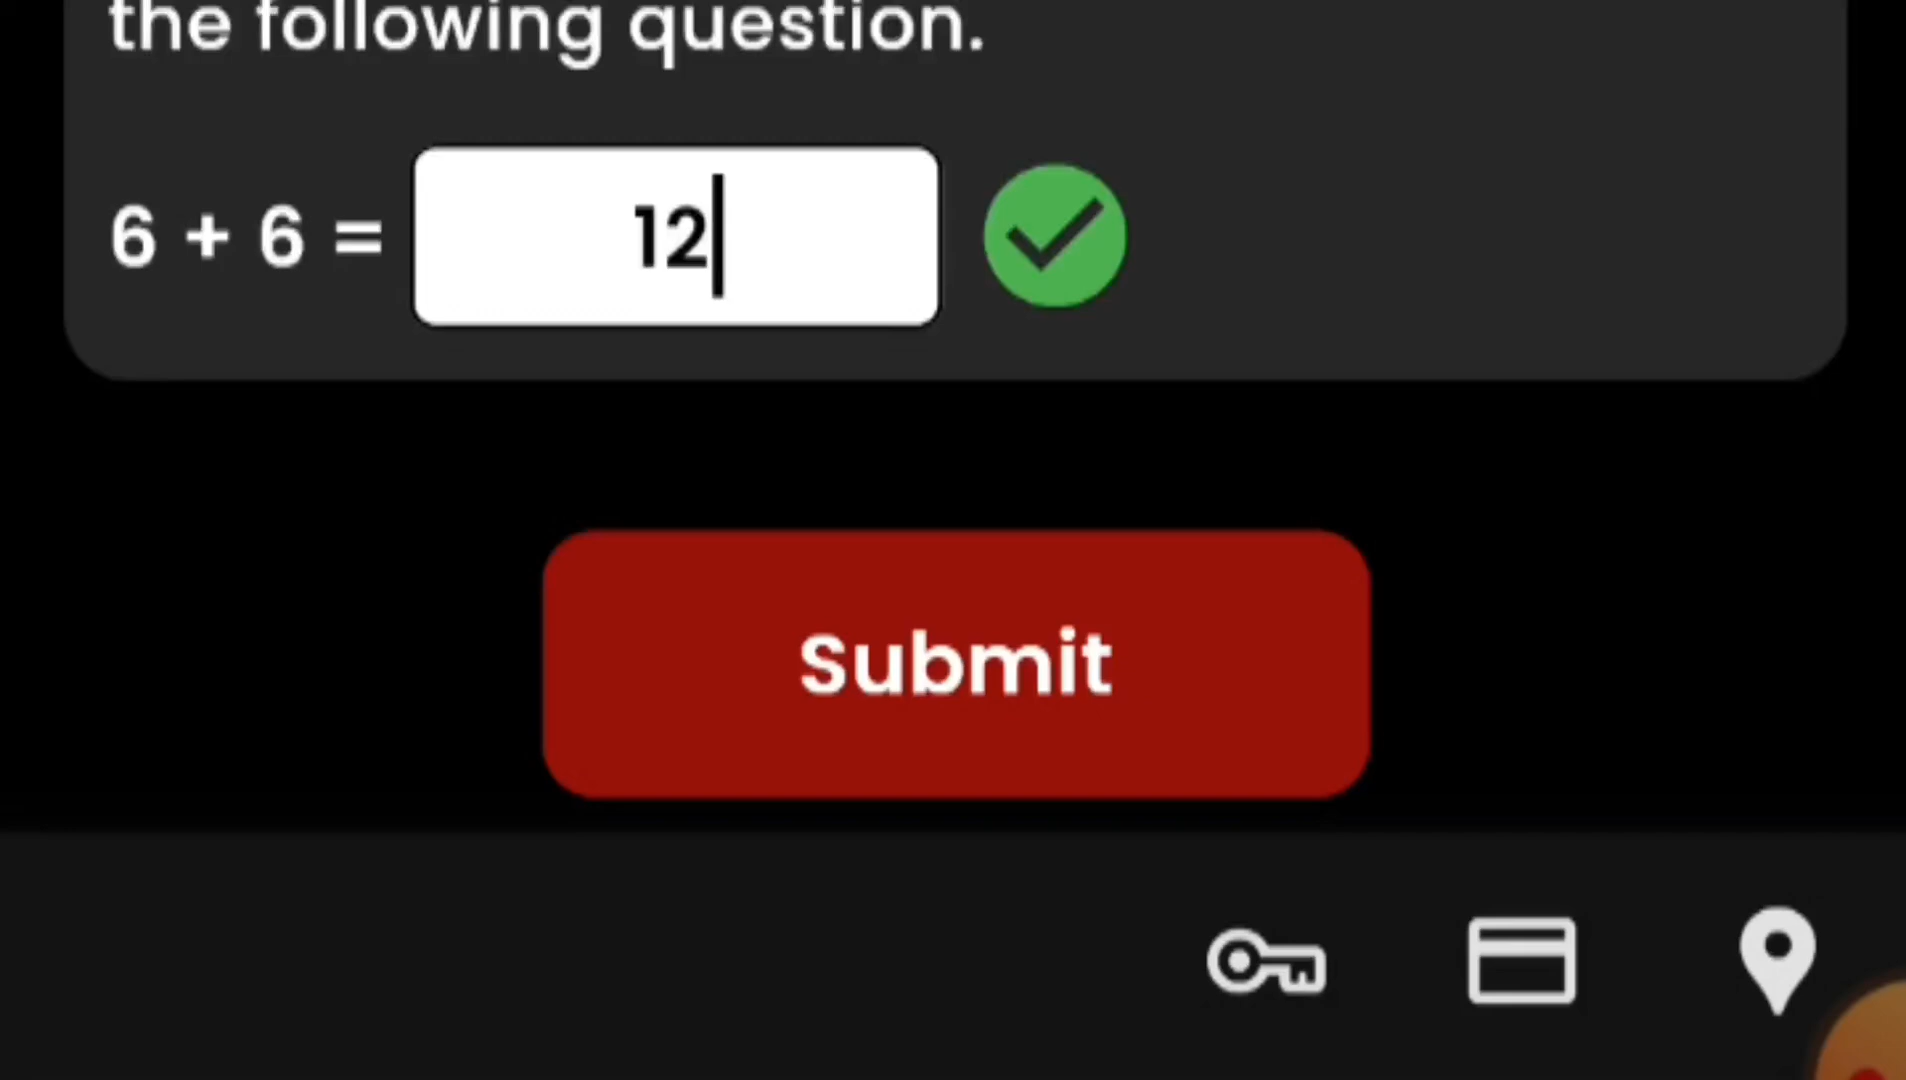 the following question.
6 + 6 = 12
Submit